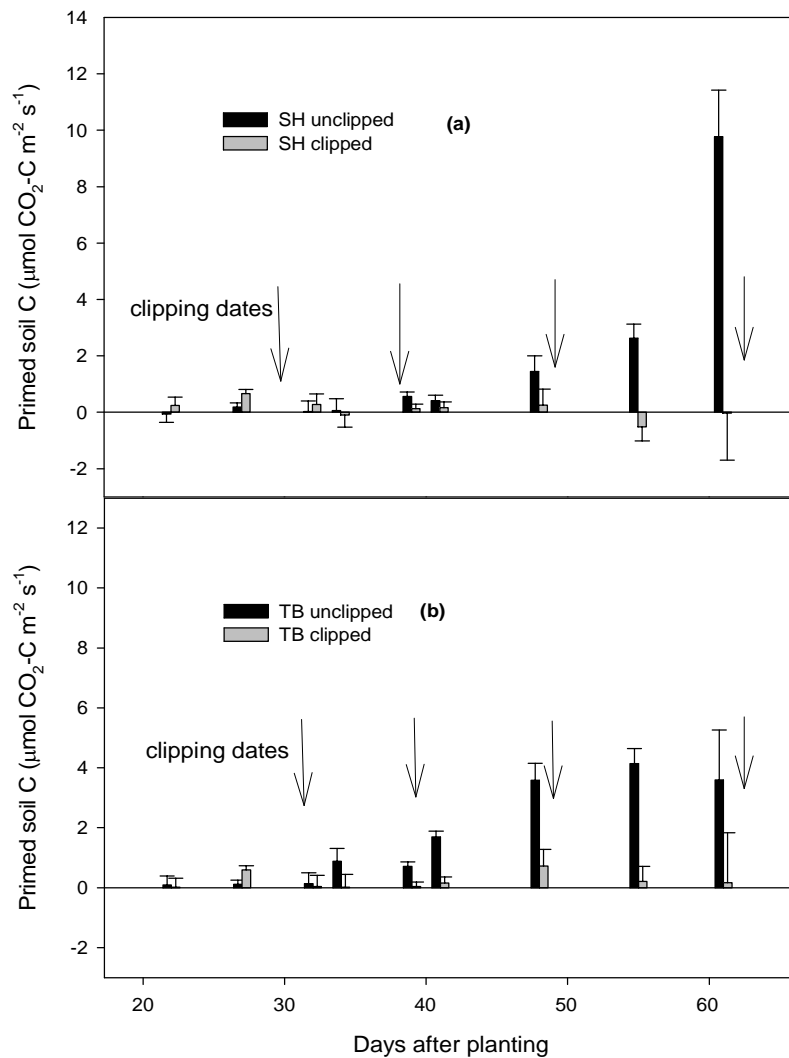 14
12
10
8
6
4
2
0
-2
Primed soil C (μmol CO₂-C m⁻² s⁻¹)
SH unclipped
SH clipped
(a)
clipping dates
12
10
8
6
4
2
0
-2
Primed soil C (μmol CO₂-C m⁻² s⁻¹)
TB unclipped
TB clipped
(b)
clipping dates
20 30 40 50 60
Days after planting